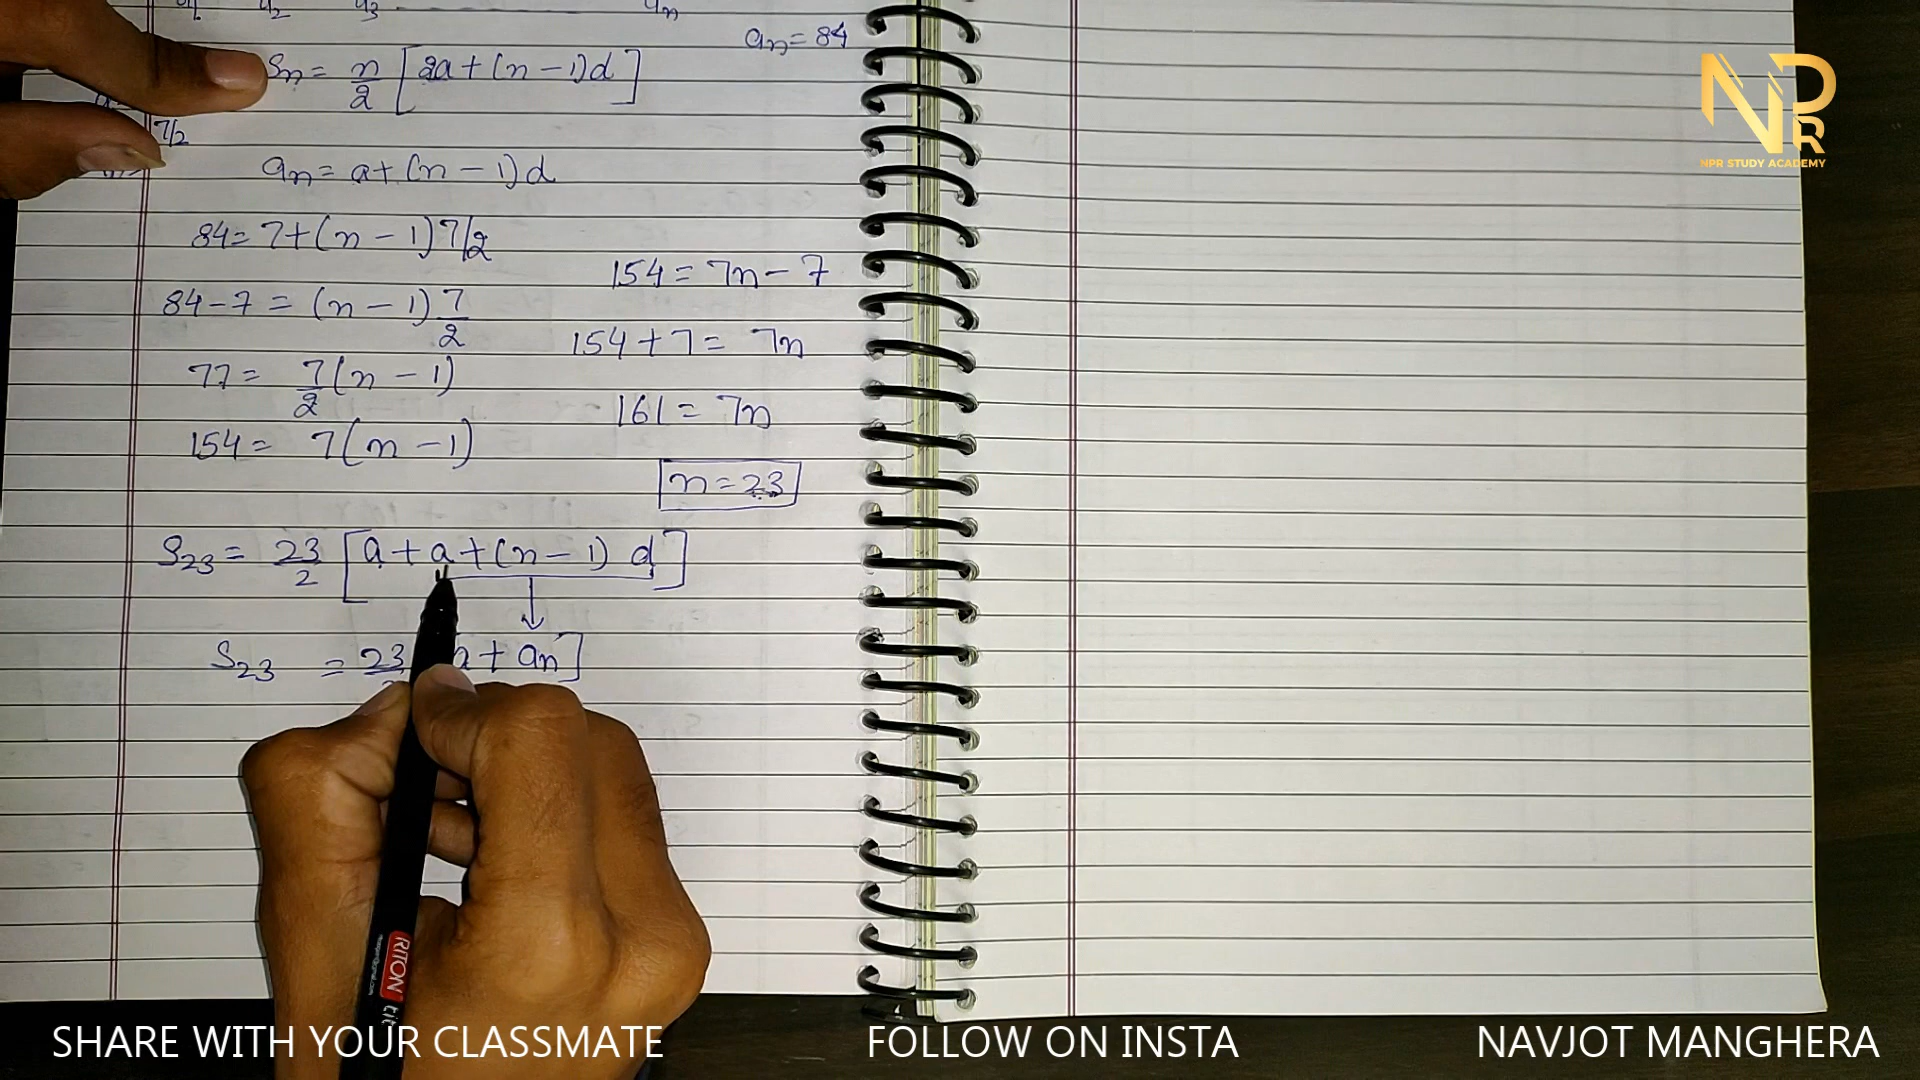 an = 84
Sn = n/2 [2a + (n - 1)d]
7/2
an = a + (n - 1)d
84 = 7 + (n - 1) 7/2
84 - 7 = (n - 1) 7/2
77 = 7/2 (n - 1)
154 = 7(n - 1)
154 = 7n - 7
154 + 7 = 7n
161 = 7n
n = 23
S23 = 23/2 [a + a + (n - 1) d]
S23 = 23 a + an]
NPR
NPR STUDY ACADEMY
RITON
SHARE WITH YOUR CLASSMATE
FOLLOW ON INSTA
NAVJOT MANGHERA